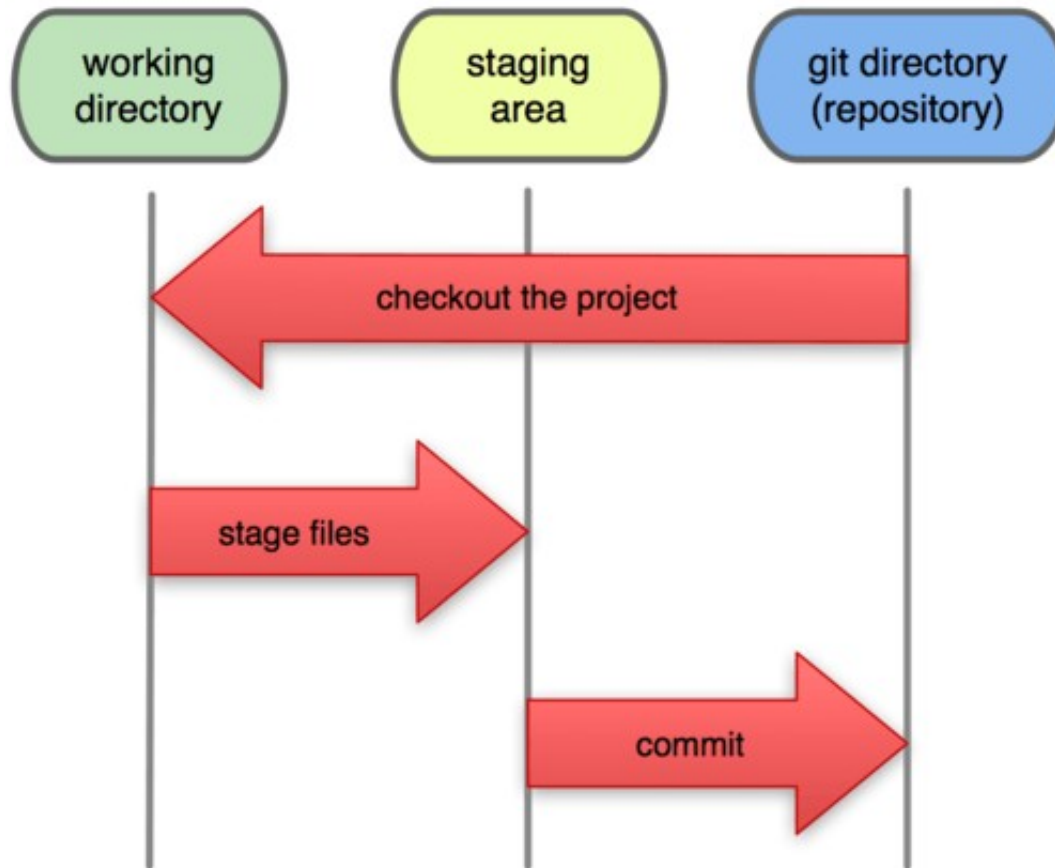 working
directory
staging
area
git directory
(repository)
checkout the project
stage files
commit